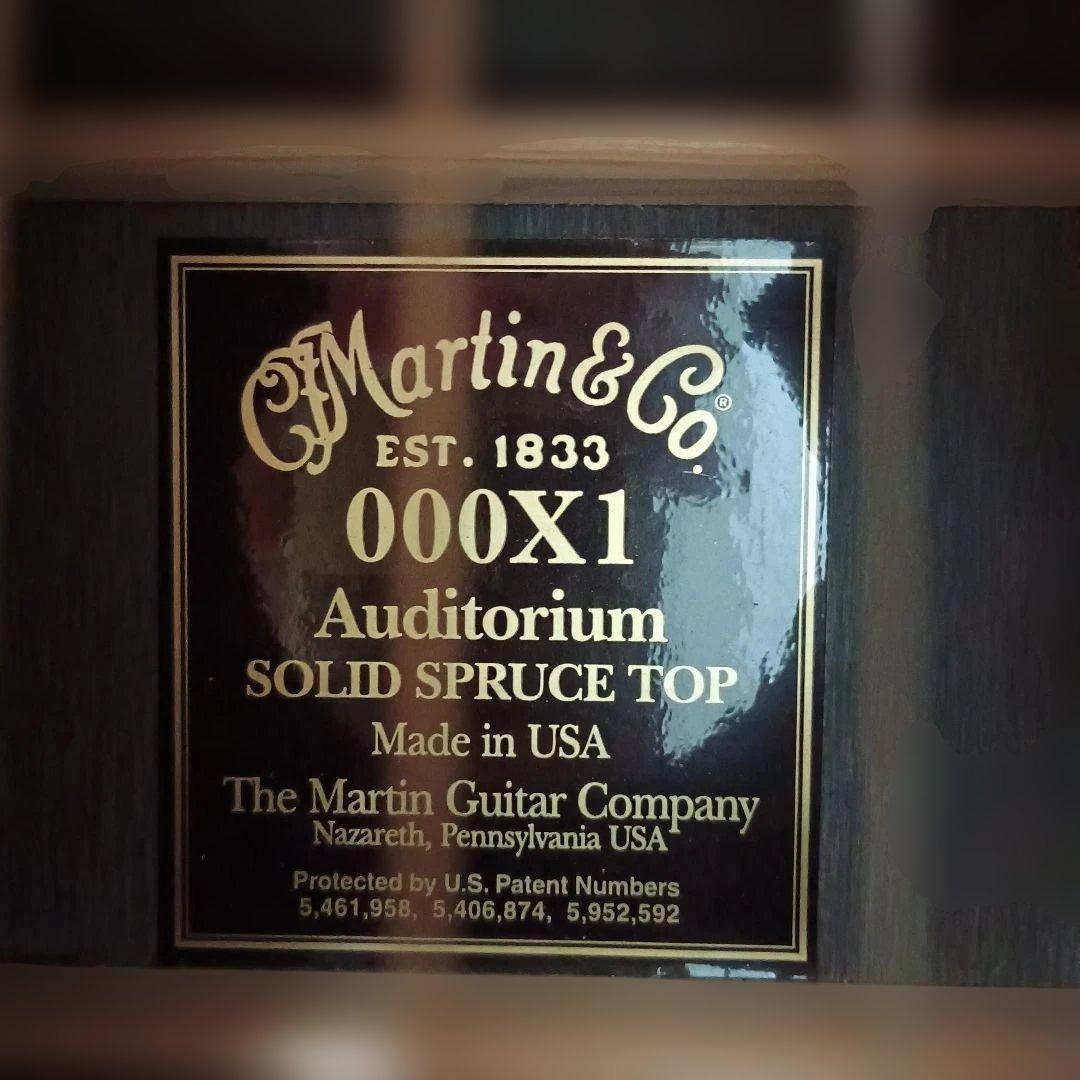 CFMartin & Co.®
EST. 1833
000X1
Auditorium
SOLID SPRUCE TOP
Made in USA
The Martin Guitar Company
Nazareth, Pennsylvania USA
Protected by U.S. Patent Numbers
5,461,958, 5,406,874, 5,952,592